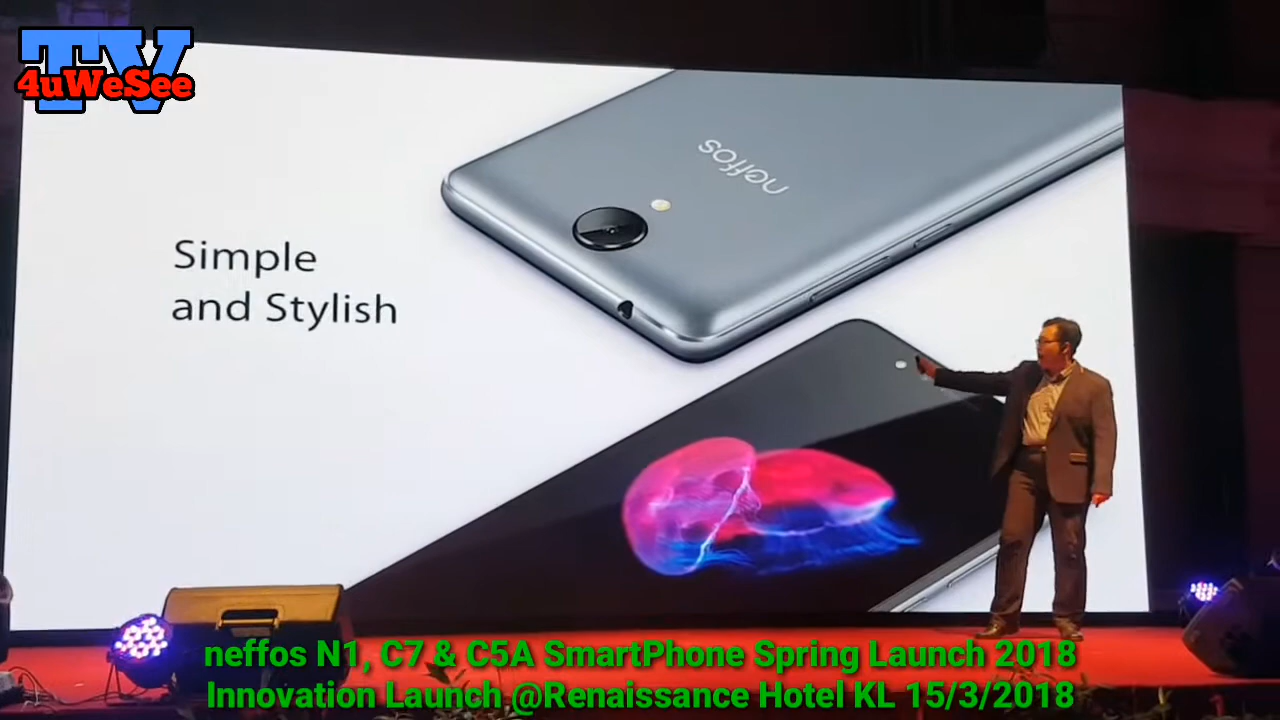 TV
4uWeSee
neffos
Simple
and Stylish
neffos N1, C7 & C5A SmartPhone Spring Launch 2018
Innovation Launch @Renaissance Hotel KL 15/3/2018